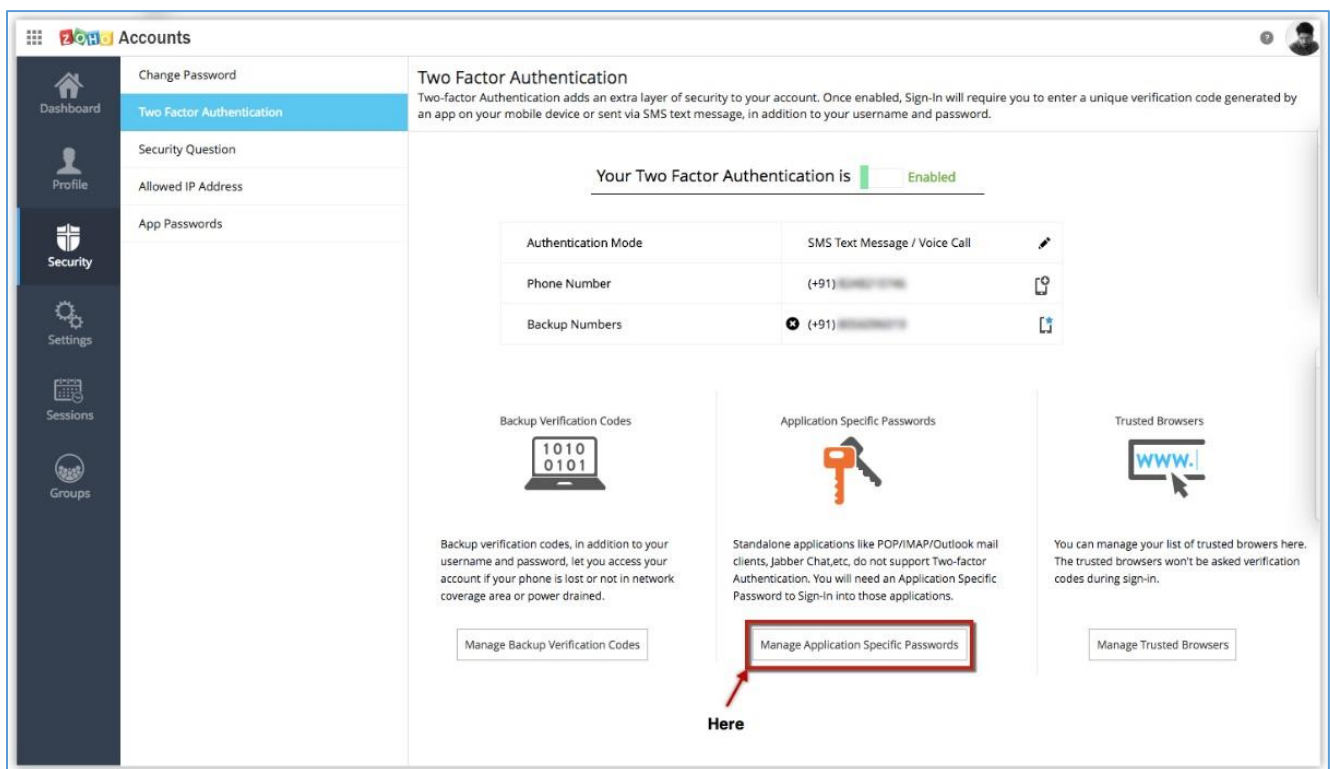 ZOHO Accounts
?
Dashboard
Profile
Security
Settings
Sessions
Groups
Change Password
Two Factor Authentication
Security Question
Allowed IP Address
App Passwords
Two Factor Authentication
Two-factor Authentication adds an extra layer of security to your account. Once enabled, Sign-In will require you to enter a unique verification code generated by
an app on your mobile device or sent via SMS text message, in addition to your username and password.
Your Two Factor Authentication is Enabled
Authentication Mode SMS Text Message / Voice Call
Phone Number (+91)
Backup Numbers (+91)
Backup Verification Codes
1010
0101
Backup verification codes, in addition to your
username and password, let you access your
account if your phone is lost or not in network
coverage area or power drained.
Manage Backup Verification Codes
Application Specific Passwords
Standalone applications like POP/IMAP/Outlook mail
clients, Jabber Chat,etc, do not support Two-factor
Authentication. You will need an Application Specific
Password to Sign-In into those applications.
Manage Application Specific Passwords
Here
Trusted Browsers
www.
You can manage your list of trusted browers here.
The trusted browsers won't be asked verification
codes during sign-in.
Manage Trusted Browsers